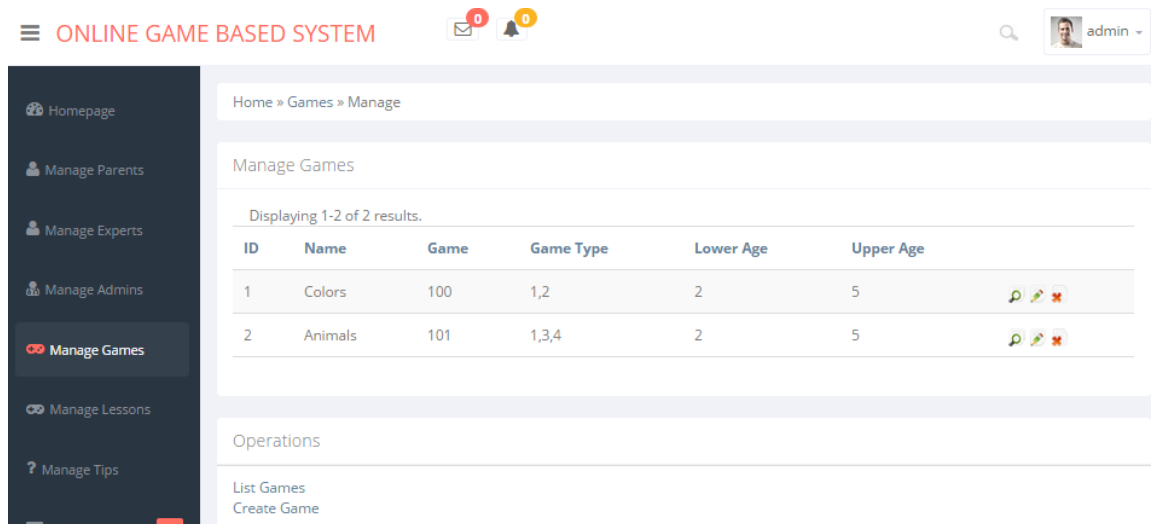 ONLINE GAME BASED SYSTEM
0
0
admin
Homepage
Manage Parents
Manage Experts
Manage Admins
Manage Games
Manage Lessons
? Manage Tips
Home » Games » Manage
Manage Games
Displaying 1-2 of 2 results.
ID Name Game Game Type Lower Age Upper Age
1 Colors 100 1,2 2 5
2 Animals 101 1,3,4 2 5
Operations
List Games
Create Game